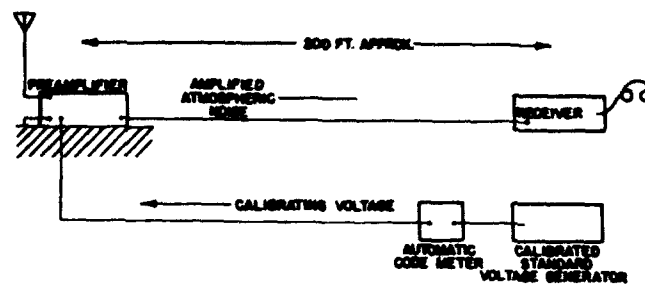 300 FT. APPROX.
PREAMPLIFIER
AMPLIFIED
ATMOSPHERIC
NOISE
RECEIVER
CALIBRATING VOLTAGE
AUTOMATIC
CODE METER
CALIBRATED
STANDARD
VOLTAGE GENERATOR